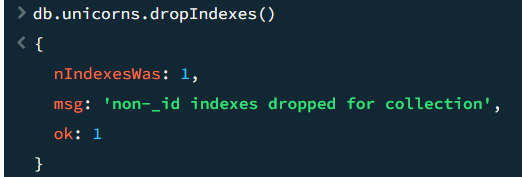 > db.unicorns.dropIndexes()
< {
nIndexesWas: 1,
msg: 'non-_id indexes dropped for collection',
ok: 1
}